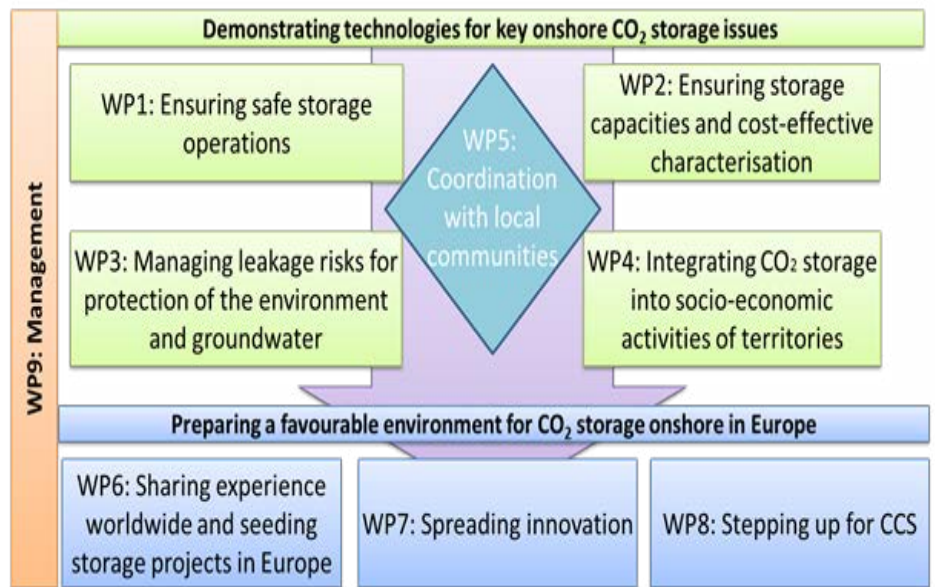 WP9: Management
Demonstrating technologies for key onshore CO₂ storage issues
WP1: Ensuring safe storage
operations
WP2: Ensuring storage
capacities and cost-effective
characterisation
WP5:
Coordination
with local
communities
WP3: Managing leakage risks for
protection of the environment
and groundwater
WP4: Integrating CO₂ storage
into socio-economic
activities of territories
Preparing a favourable environment for CO₂ storage onshore in Europe
WP6: Sharing experience
worldwide and seeding
storage projects in Europe
WP7: Spreading innovation
WP8: Stepping up for CCS